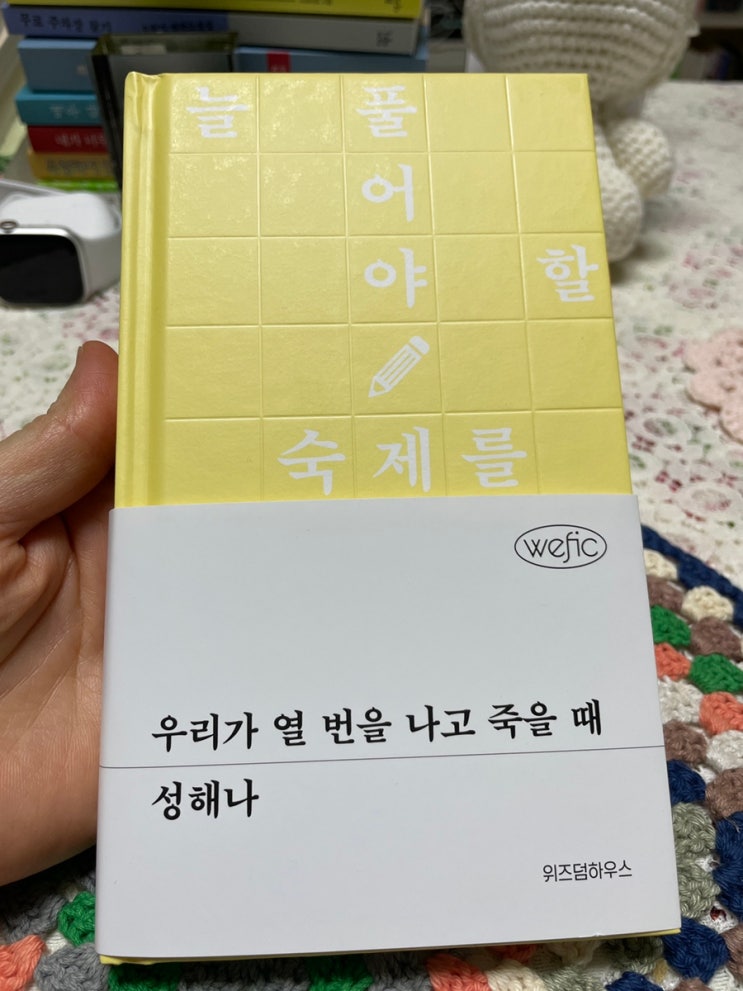 늘 풀
어
야 할
숙제를
wefic
우리가 열 번을 나고 죽을 때
성해나
위즈덤하우스